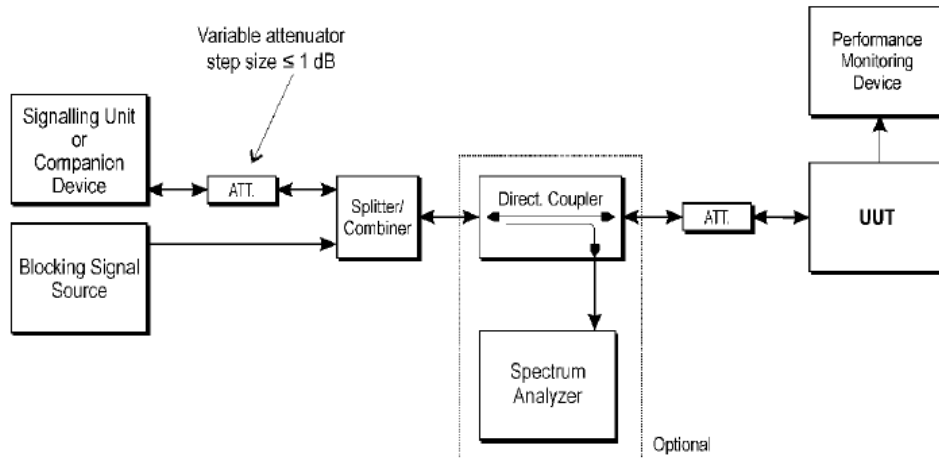 Variable attenuator
step size ≤ 1 dB
Signalling Unit
or
Companion
Device
ATT.
Splitter/
Combiner
Blocking Signal
Source
Direct. Coupler
Spectrum
Analyzer
Optional
ATT.
UUT
Performance
Monitoring
Device